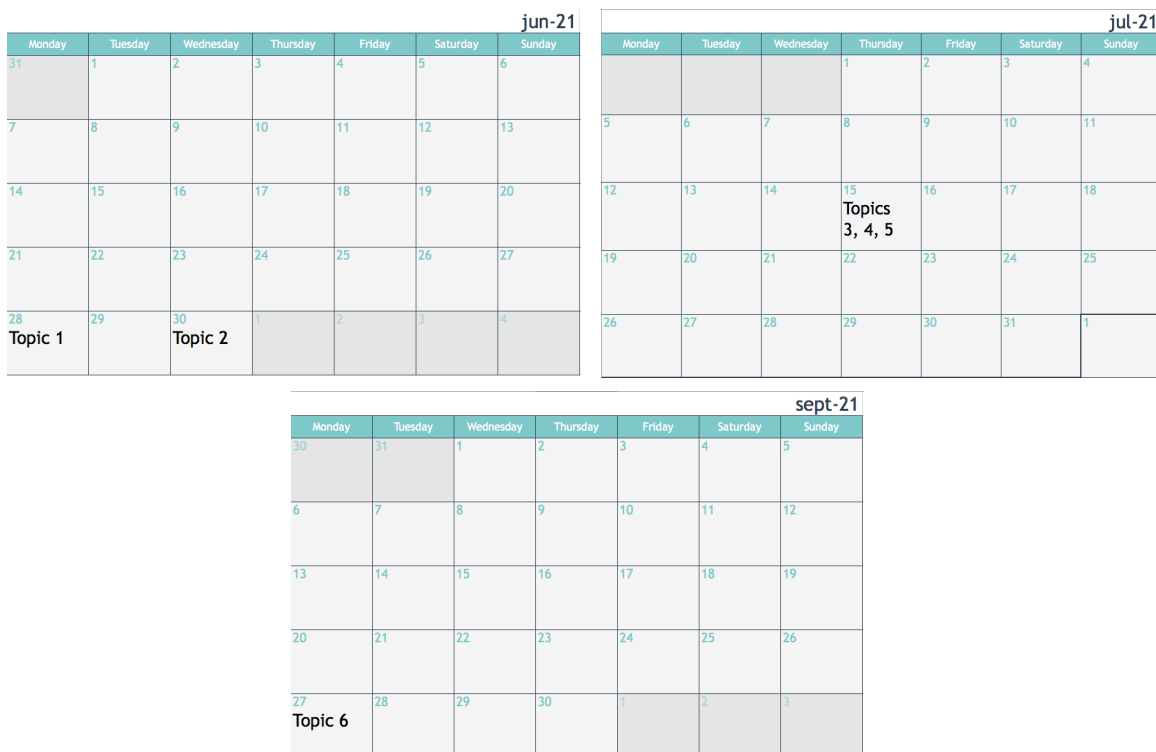 jun-21
Monday Tuesday Wednesday Thursday Friday Saturday Sunday
31 1 2 3 4 5 6
7 8 9 10 11 12 13
14 15 16 17 18 19 20
21 22 23 24 25 26 27
28 29 30 1 2 3 4
Topic 1 Topic 2
jul-21
Monday Tuesday Wednesday Thursday Friday Saturday Sunday
1 2 3 4
5 6 7 8 9 10 11
12 13 14 15 16 17 18
Topics
3, 4, 5
19 20 21 22 23 24 25
26 27 28 29 30 31 1
sept-21
Monday Tuesday Wednesday Thursday Friday Saturday Sunday
30 31 1 2 3 4 5
6 7 8 9 10 11 12
13 14 15 16 17 18 19
20 21 22 23 24 25 26
27 28 29 30 1 2 3
Topic 6